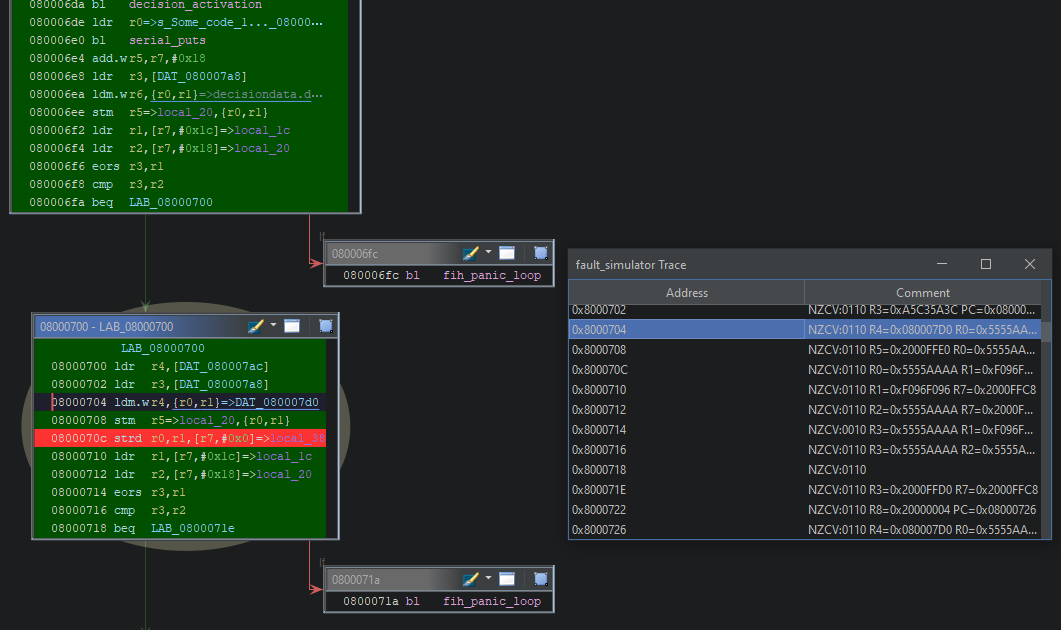 080006da bl decision_activation
080006de ldr r0=>s_Some_code_1..._08000...
080006e0 bl serial_puts
080006e4 add.w r5,r7,#0x18
080006e8 ldr r3,[DAT_080007a8]
080006ea ldm.w r6,{r0,r1}=>decisiondata.d...
080006ee stm r5=>local_20,{r0,r1}
080006f2 ldr r1,[r7,#0x1c]=>local_1c
080006f4 ldr r2,[r7,#0x18]=>local_20
080006f6 eors r3,r1
080006f8 cmp r3,r2
080006fa beq LAB_08000700
If
080006fc
080006fc bl fih_panic_loop
08000700 - LAB_08000700
LAB_08000700
08000700 ldr r4,[DAT_080007ac]
08000702 ldr r3,[DAT_080007a8]
08000704 ldm.w r4,{r0,r1}=>DAT_080007d0
08000708 stm r5=>local_20,{r0,r1}
0800070c strd r0,r1,[r7,#0x0]=>local_38
08000710 ldr r1,[r7,#0x1c]=>local_1c
08000712 ldr r2,[r7,#0x18]=>local_20
08000714 eors r3,r1
08000716 cmp r3,r2
08000718 beq LAB_0800071e
If
0800071a
0800071a bl fih_panic_loop
fault_simulator Trace
Address Comment
0x8000702 NZCV:0110 R3=0xA5C35A3C PC=0x08000...
0x8000704 NZCV:0110 R4=0x080007D0 R0=0x5555AA...
0x8000708 NZCV:0110 R5=0x2000FFE0 R0=0x5555AA...
0x800070C NZCV:0110 R0=0x5555AAAA R1=0xF096F...
0x8000710 NZCV:0110 R1=0xF096F096 R7=0x2000FFC8
0x8000712 NZCV:0110 R2=0x5555AAAA R7=0x2000F...
0x8000714 NZCV:0010 R3=0x5555AAAA R1=0xF096F...
0x8000716 NZCV:0110 R3=0x5555AAAA R2=0x5555A...
0x8000718 NZCV:0110
0x800071E NZCV:0110 R3=0x2000FFD0 R7=0x2000FFC8
0x8000722 NZCV:0110 R8=0x20000004 PC=0x08000726
0x8000726 NZCV:0110 R4=0x080007D0 R0=0x5555AA...